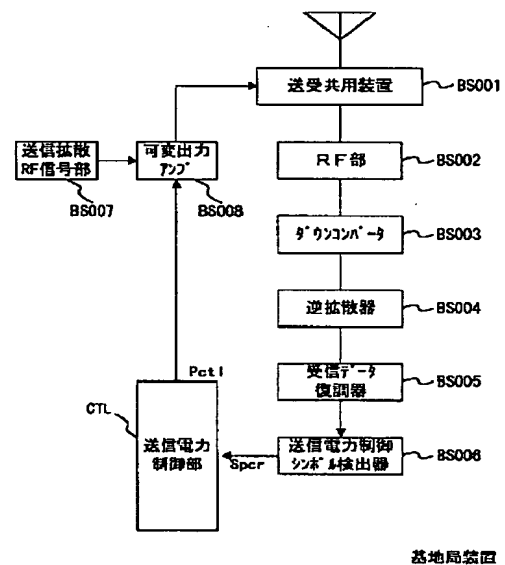 送受共用装置
BS001
送信拡散
RF信号部
可変出力
ｱﾝﾌﾟ
RF部
BS002
BS007
BS008
ﾀﾞｳﾝｺﾝﾊﾞｰﾀ
BS003
逆拡散器
BS004
Pctl
受信ﾃﾞｰﾀ
復調器
BS005
CTL
送信電力
制御部
Spcr
送信電力制御
ｼﾝﾎﾞﾙ検出器
BS006
基地局装置